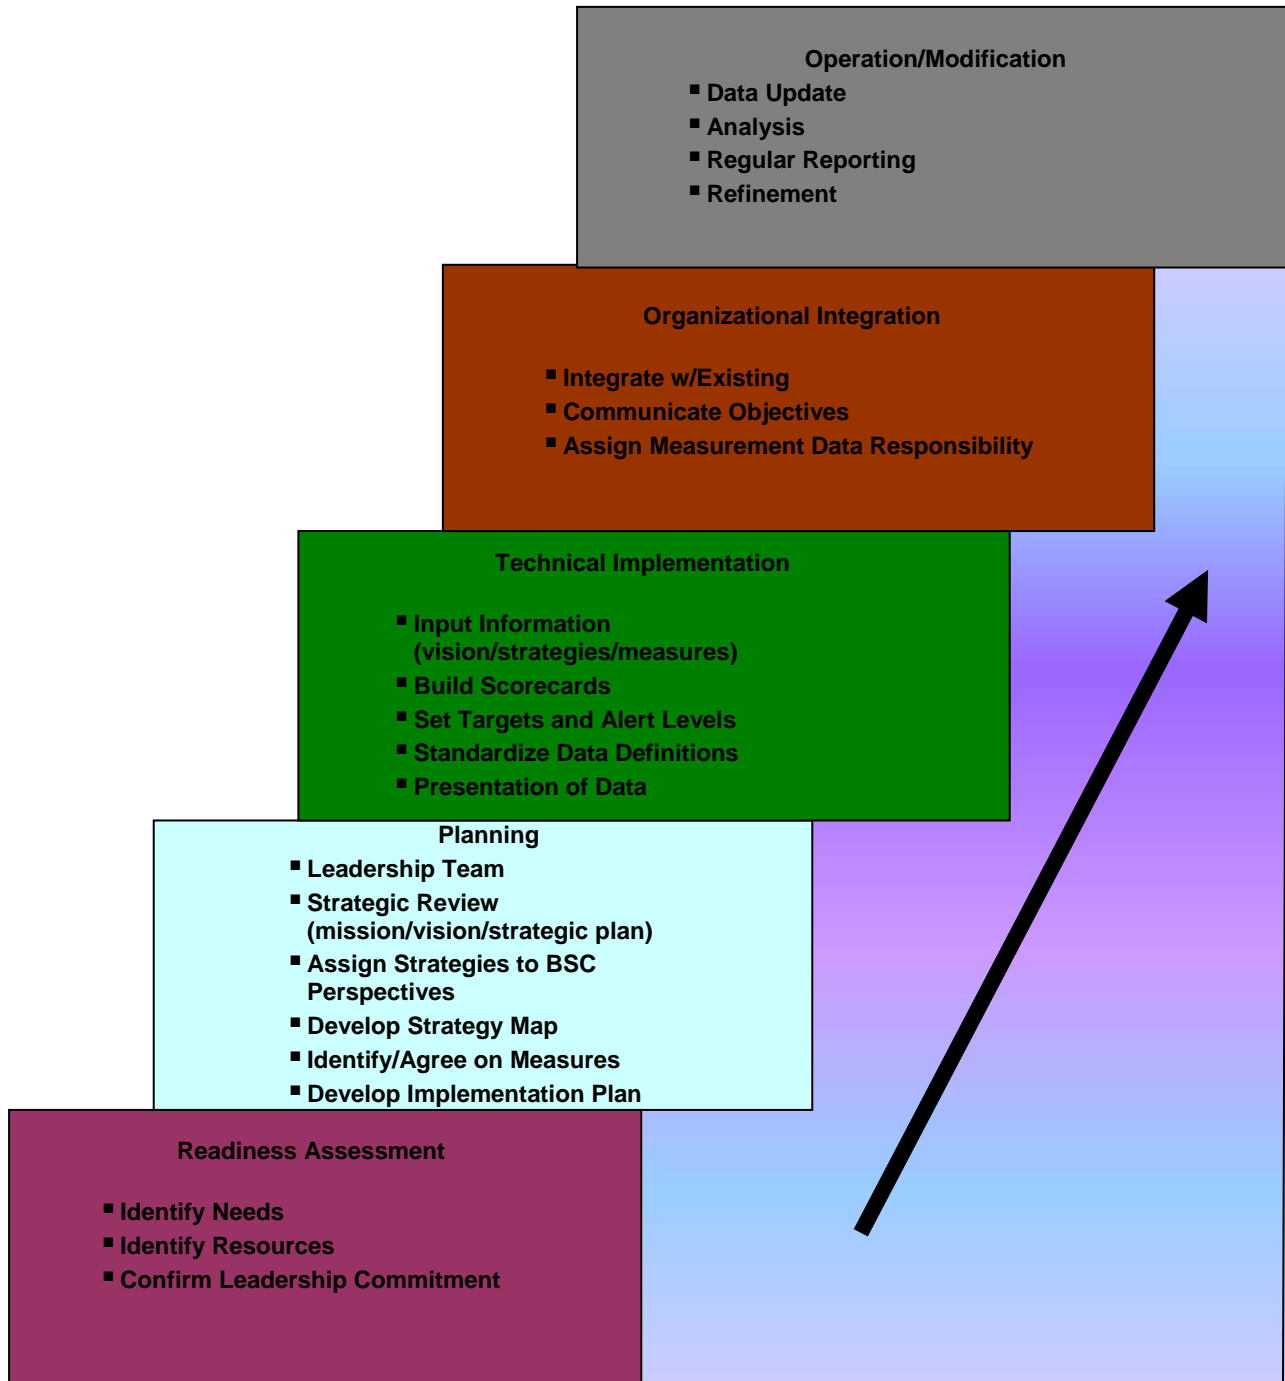 Operation/Modification
▪ Data Update
▪ Analysis
▪ Regular Reporting
▪ Refinement
Organizational Integration
▪ Integrate w/Existing
▪ Communicate Objectives
▪ Assign Measurement Data Responsibility
Technical Implementation
▪ Input Information
(vision/strategies/measures)
▪ Build Scorecards
▪ Set Targets and Alert Levels
▪ Standardize Data Definitions
▪ Presentation of Data
Planning
▪ Leadership Team
▪ Strategic Review
(mission/vision/strategic plan)
▪ Assign Strategies to BSC
Perspectives
▪ Develop Strategy Map
▪ Identify/Agree on Measures
▪ Develop Implementation Plan
Readiness Assessment
▪ Identify Needs
▪ Identify Resources
▪ Confirm Leadership Commitment